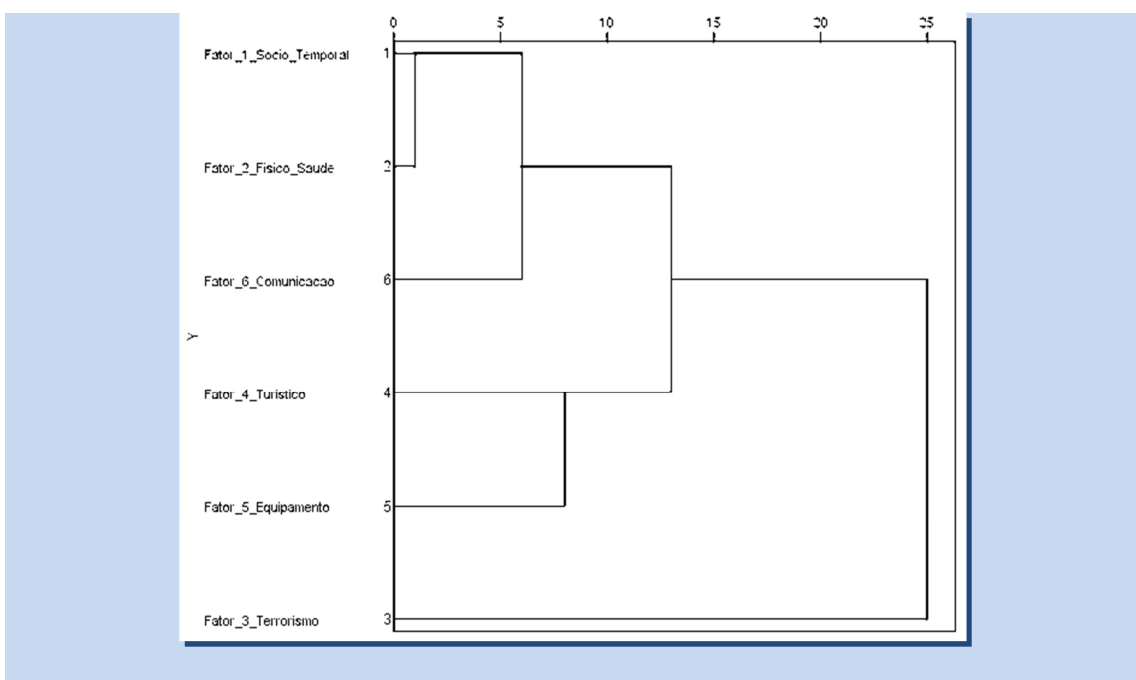 0 5 10 15 20 25
Fator_1_Socio_Temporal 1
Fator_2_Fisico_Saude 2
Fator_6_Comunicacao 6
Y
Fator_4_Turistico 4
Fator_5_Equipamento 5
Fator_3_Terrorismo 3